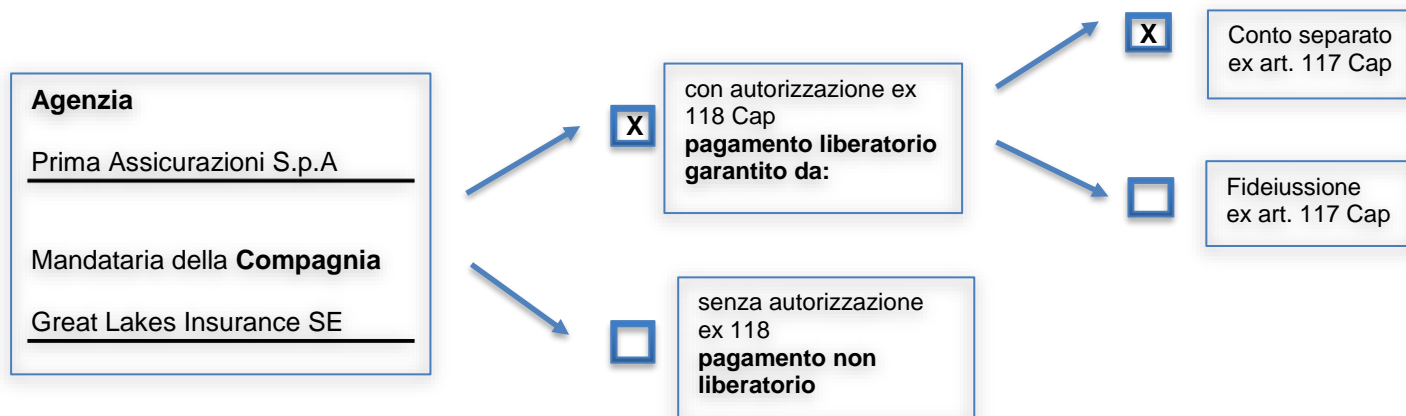 Agenzia
Prima Assicurazioni S.p.A
Mandataria della Compagnia
Great Lakes Insurance SE
X
con autorizzazione ex
118 Cap
pagamento liberatorio
garantito da:
senza autorizzazione
ex 118
pagamento non
liberatorio
X
Conto separato
ex art. 117 Cap
Fideiussione
ex art. 117 Cap